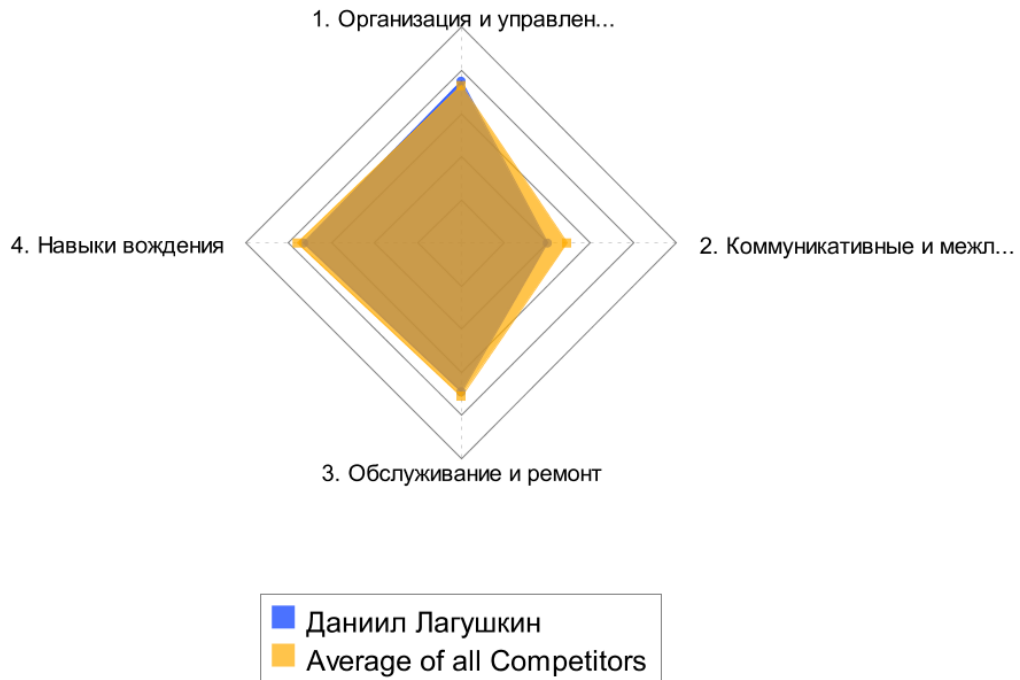 1. Организация и управлен...
4. Навыки вождения
2. Коммуникативные и межл...
3. Обслуживание и ремонт
Даниил Лагушкин
Average of all Competitors